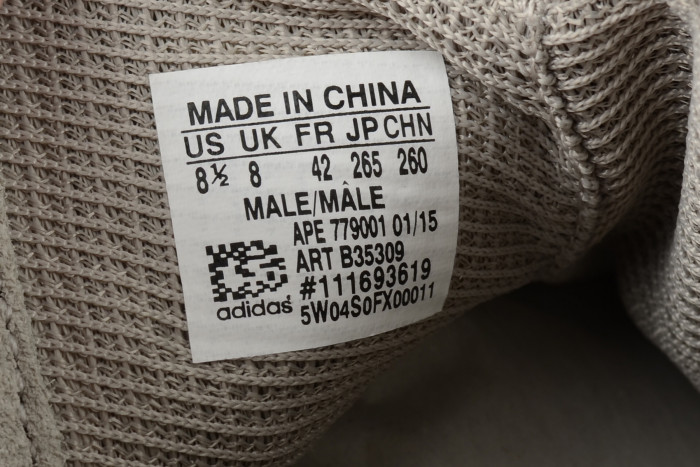 MADE IN CHINA
US UK FR JP CHN
8½ 8 42 265 260
MALE/MÂLE
APE 779001 01/15
ART B35309
#111693619
adidas 5W04S0FX00011